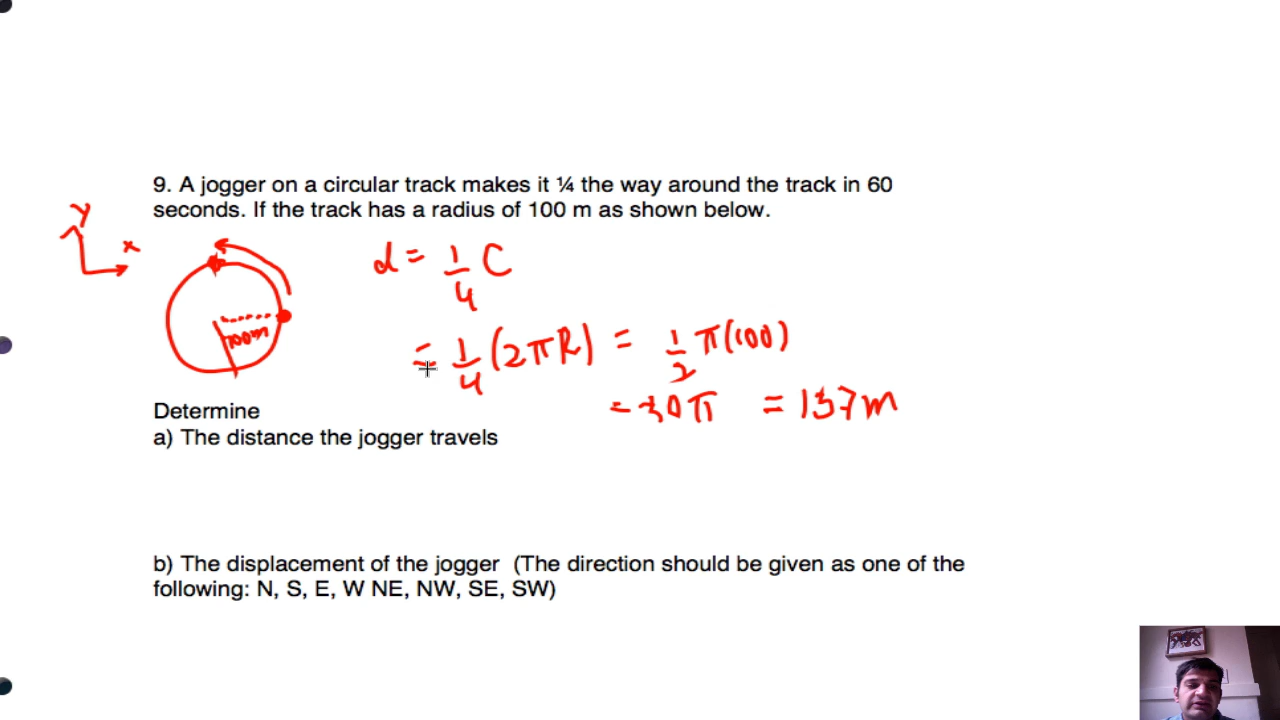 9. A jogger on a circular track makes it ¼ the way around the track in 60
seconds. If the track has a radius of 100 m as shown below.
y
x
100m
d = 1/4 C
= 1/4 (2πR) = 1/2 π(100)
= 50π = 157m
Determine
a) The distance the jogger travels
b) The displacement of the jogger (The direction should be given as one of the
following: N, S, E, W NE, NW, SE, SW)